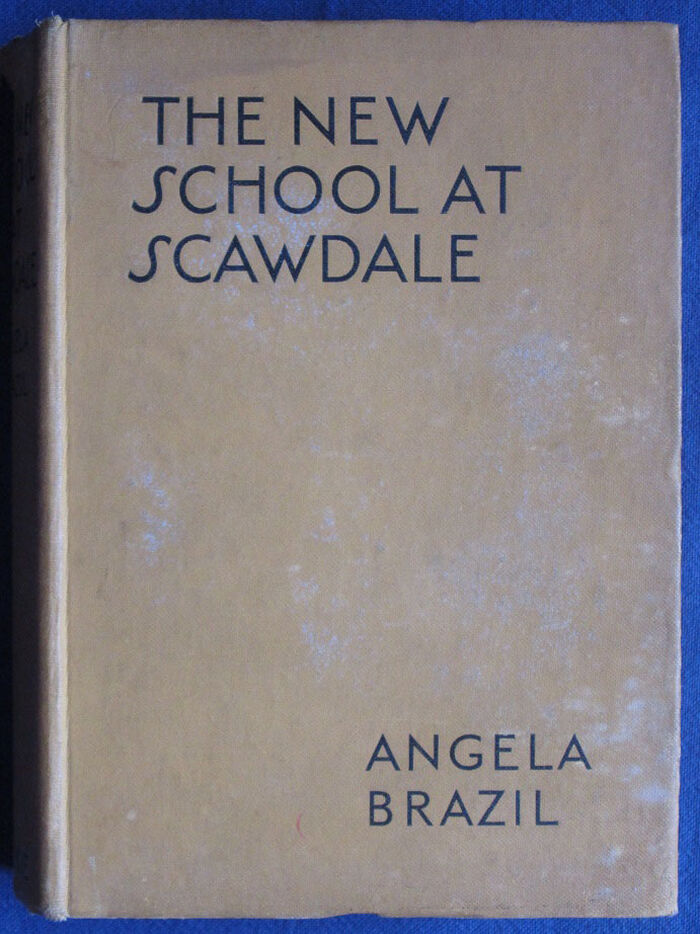 THE NEW
SCHOOL AT
SCAWDALE
ANGELA
BRAZIL